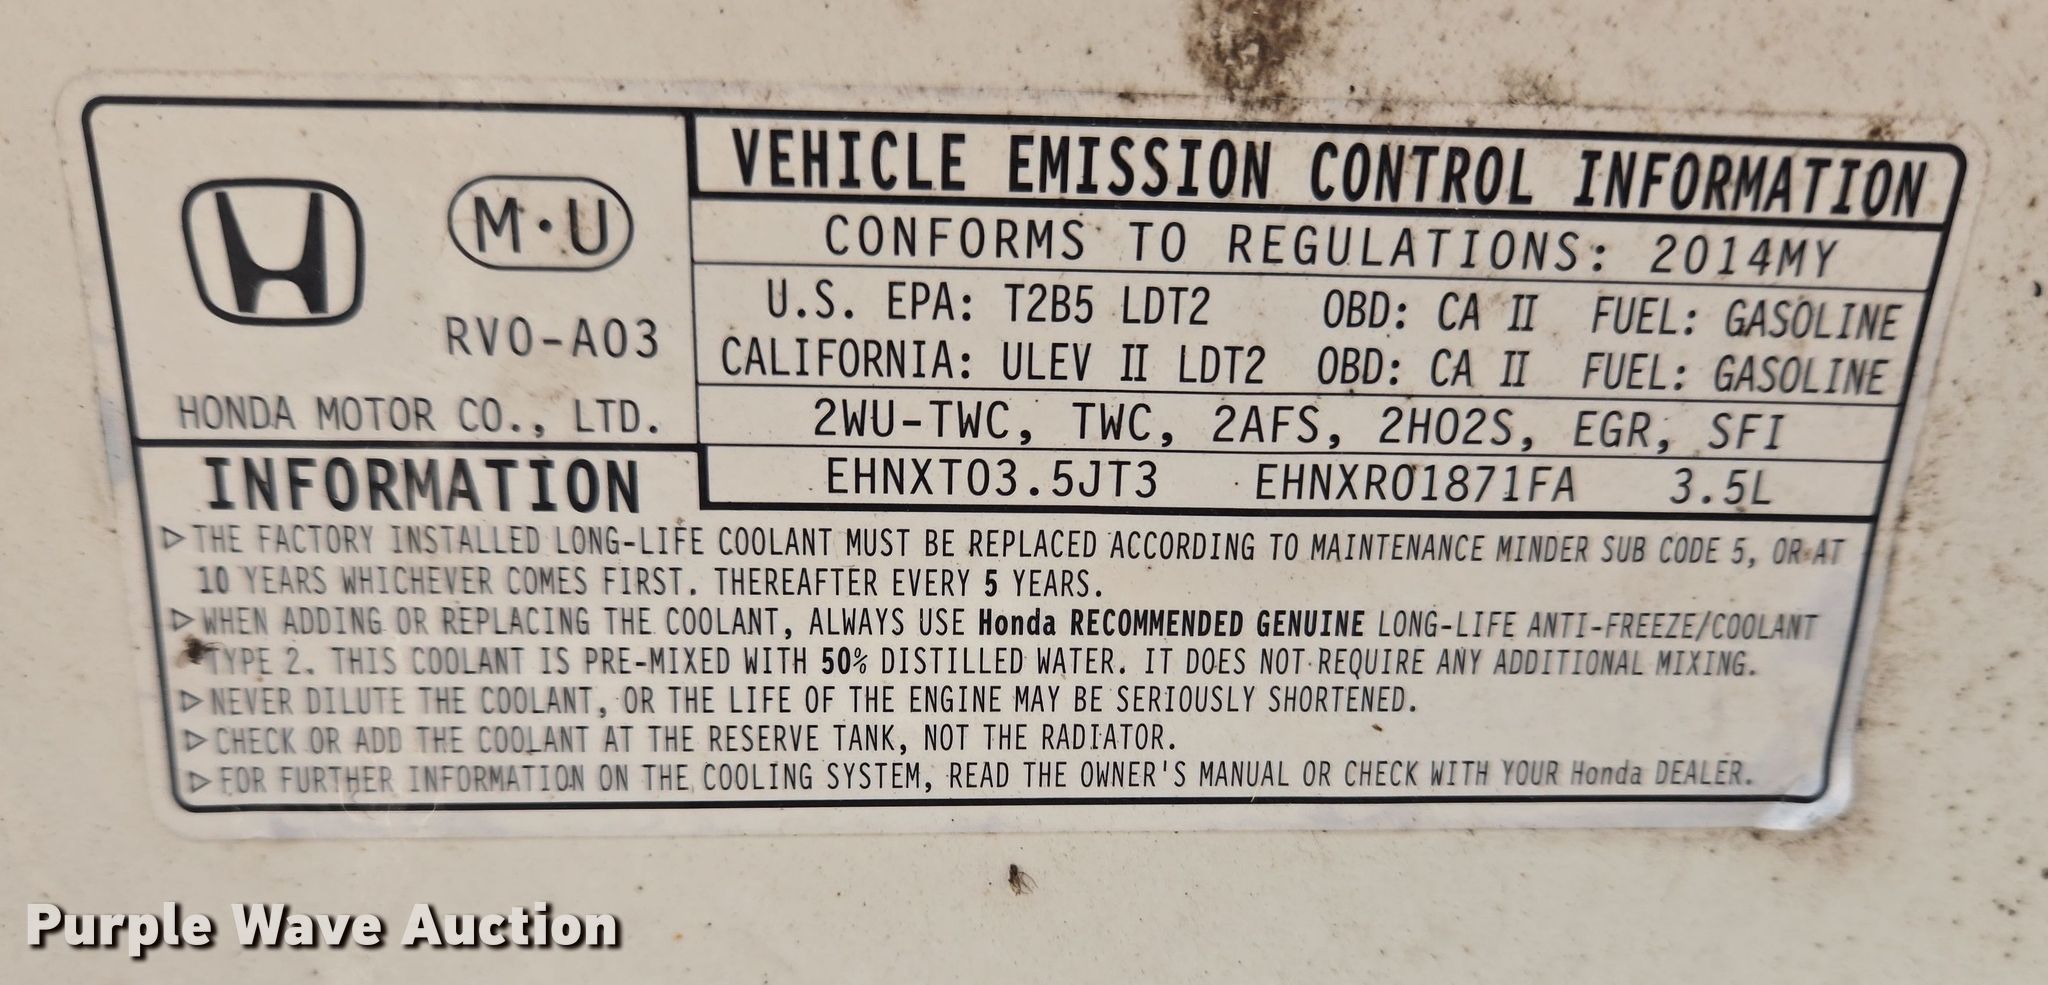 M·U
RV0-A03
HONDA MOTOR CO., LTD.
VEHICLE EMISSION CONTROL INFORMATION
CONFORMS TO REGULATIONS: 2014MY
U.S. EPA: T2B5 LDT2 OBD: CA II FUEL: GASOLINE
CALIFORNIA: ULEV II LDT2 OBD: CA II FUEL: GASOLINE
2WU-TWC, TWC, 2AFS, 2HO2S, EGR, SFI
EHNXT03.5JT3 EHNXR01871FA 3.5L
INFORMATION
▷ THE FACTORY INSTALLED LONG-LIFE COOLANT MUST BE REPLACED ACCORDING TO MAINTENANCE MINDER SUB CODE 5, OR AT
10 YEARS WHICHEVER COMES FIRST. THEREAFTER EVERY 5 YEARS.
▷ WHEN ADDING OR REPLACING THE COOLANT, ALWAYS USE Honda RECOMMENDED GENUINE LONG-LIFE ANTI-FREEZE/COOLANT
TYPE 2. THIS COOLANT IS PRE-MIXED WITH 50% DISTILLED WATER. IT DOES NOT REQUIRE ANY ADDITIONAL MIXING.
▷ NEVER DILUTE THE COOLANT, OR THE LIFE OF THE ENGINE MAY BE SERIOUSLY SHORTENED.
▷ CHECK OR ADD THE COOLANT AT THE RESERVE TANK, NOT THE RADIATOR.
▷ FOR FURTHER INFORMATION ON THE COOLING SYSTEM, READ THE OWNER'S MANUAL OR CHECK WITH YOUR Honda DEALER.
Purple Wave Auction